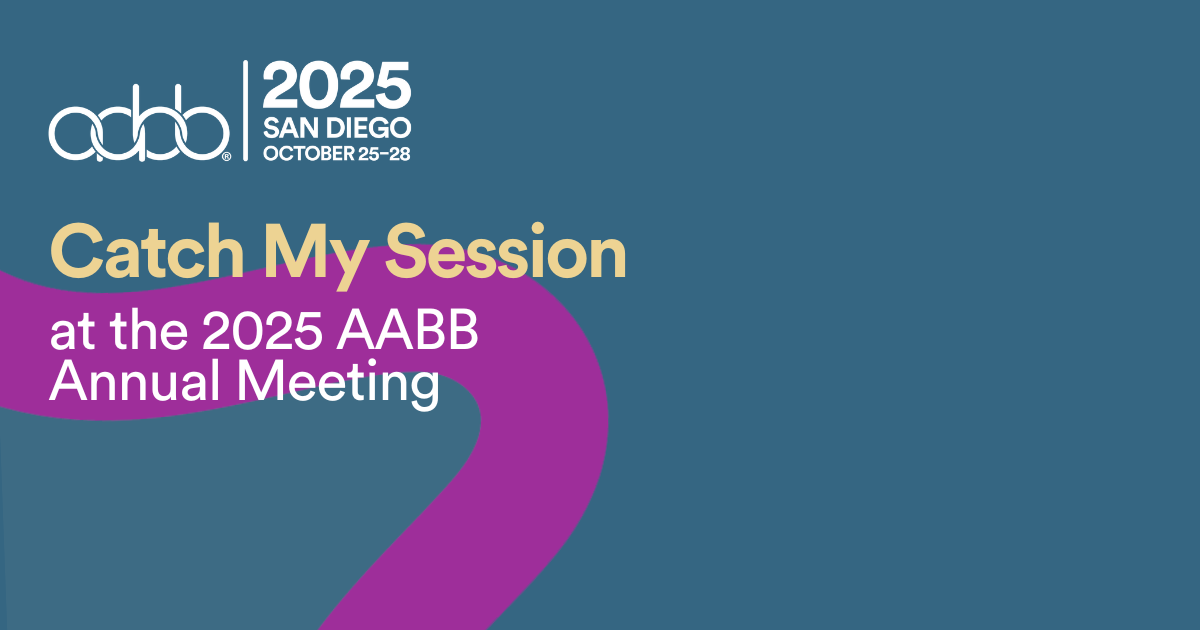 aabb®
2025
SAN DIEGO
OCTOBER 25–28
Catch My Session
at the 2025 AABB
Annual Meeting